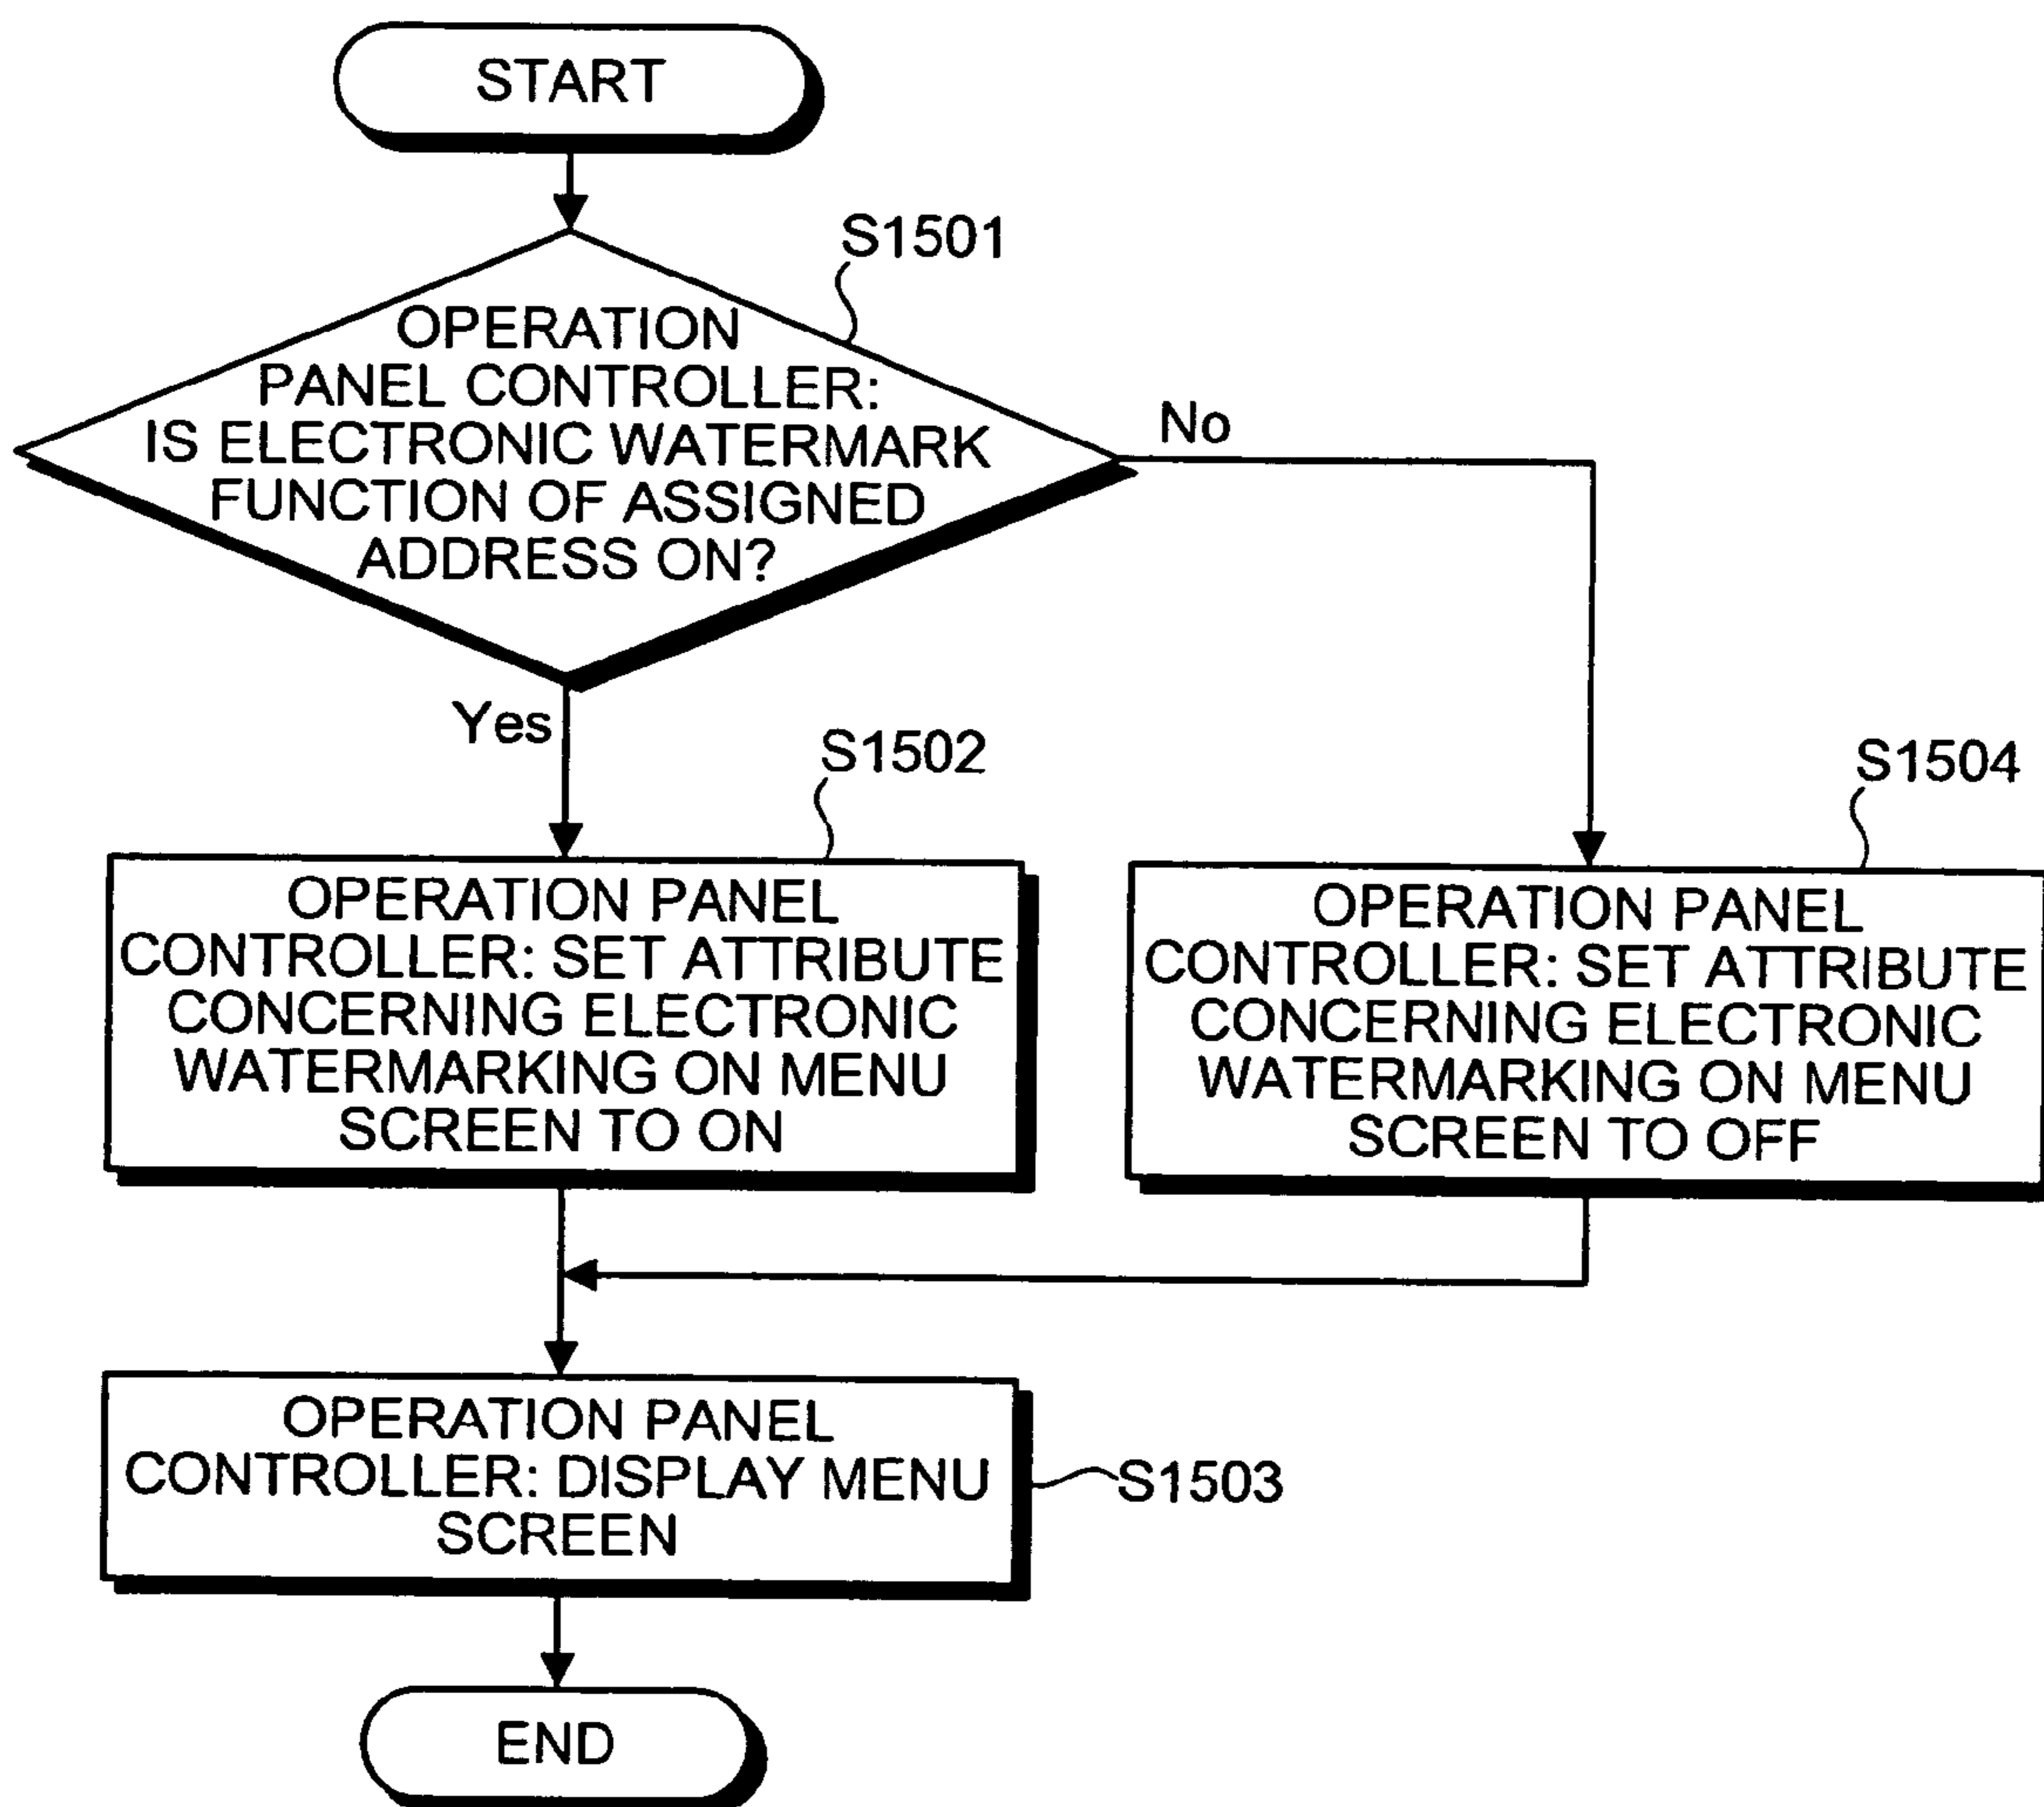 START
S1501
OPERATION
PANEL CONTROLLER:
IS ELECTRONIC WATERMARK
FUNCTION OF ASSIGNED
ADDRESS ON?
No
Yes
S1502
OPERATION PANEL
CONTROLLER: SET ATTRIBUTE
CONCERNING ELECTRONIC
WATERMARKING ON MENU
SCREEN TO ON
S1504
OPERATION PANEL
CONTROLLER: SET ATTRIBUTE
CONCERNING ELECTRONIC
WATERMARKING ON MENU
SCREEN TO OFF
OPERATION PANEL
CONTROLLER: DISPLAY MENU
SCREEN
S1503
END